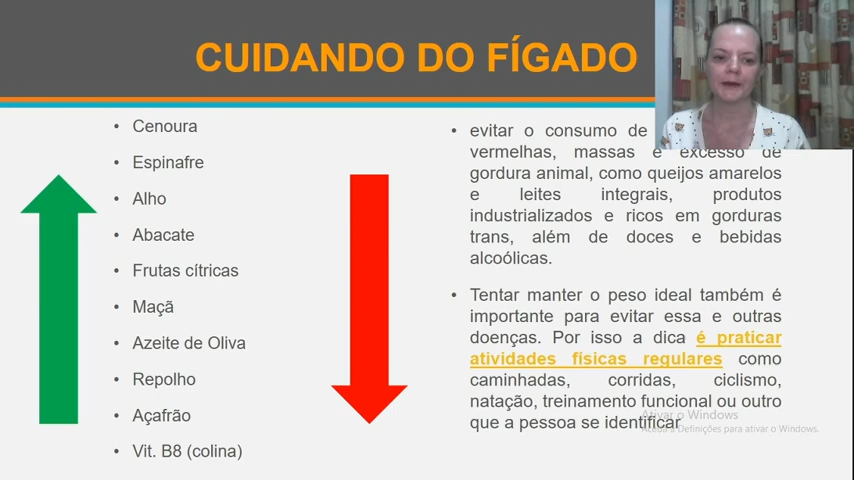 CUIDANDO DO FÍGADO
• Cenoura
• Espinafre
• Alho
• Abacate
• Frutas cítricas
• Maçã
• Azeite de Oliva
• Repolho
• Açafrão
• Vit. B8 (colina)
• evitar o consumo de
vermelhas, massas e excesso de
gordura animal, como queijos amarelos
e leites integrais, produtos
industrializados e ricos em gorduras
trans, além de doces e bebidas
alcoólicas.
• Tentar manter o peso ideal também é
importante para evitar essa e outras
doenças. Por isso a dica é praticar
atividades físicas regulares como
caminhadas, corridas, ciclismo,
natação, treinamento funcional ou outro
que a pessoa se identificar
Ativar o Windows
Aceda a Definições para ativar o Windows.